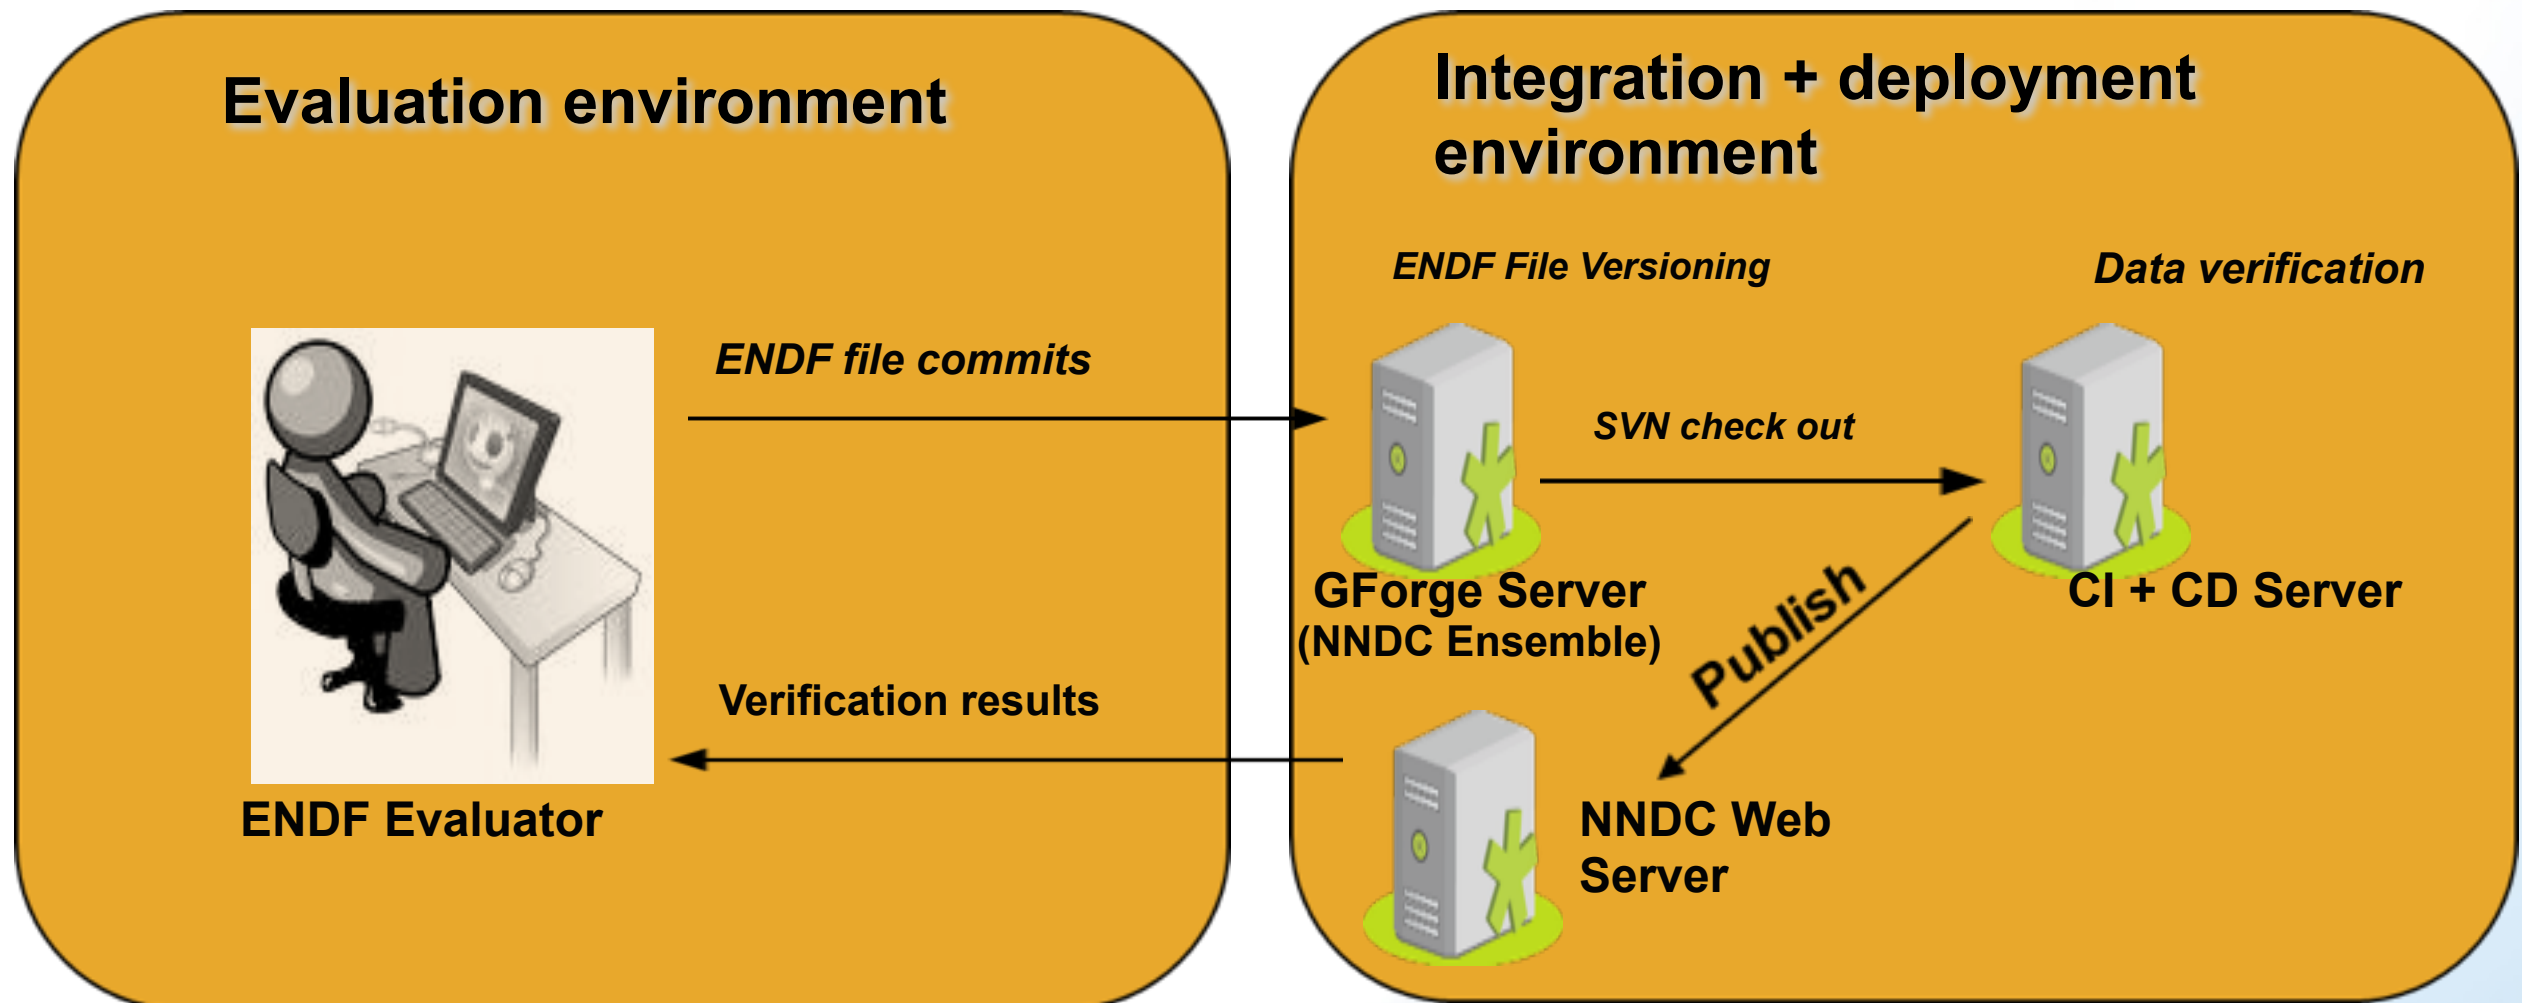 Evaluation environment
Integration + deployment
environment
ENDF File Versioning
Data verification
ENDF file commits
SVN check out
GForge Server
(NNDC Ensemble)
CI + CD Server
Publish
Verification results
ENDF Evaluator
NNDC Web
Server